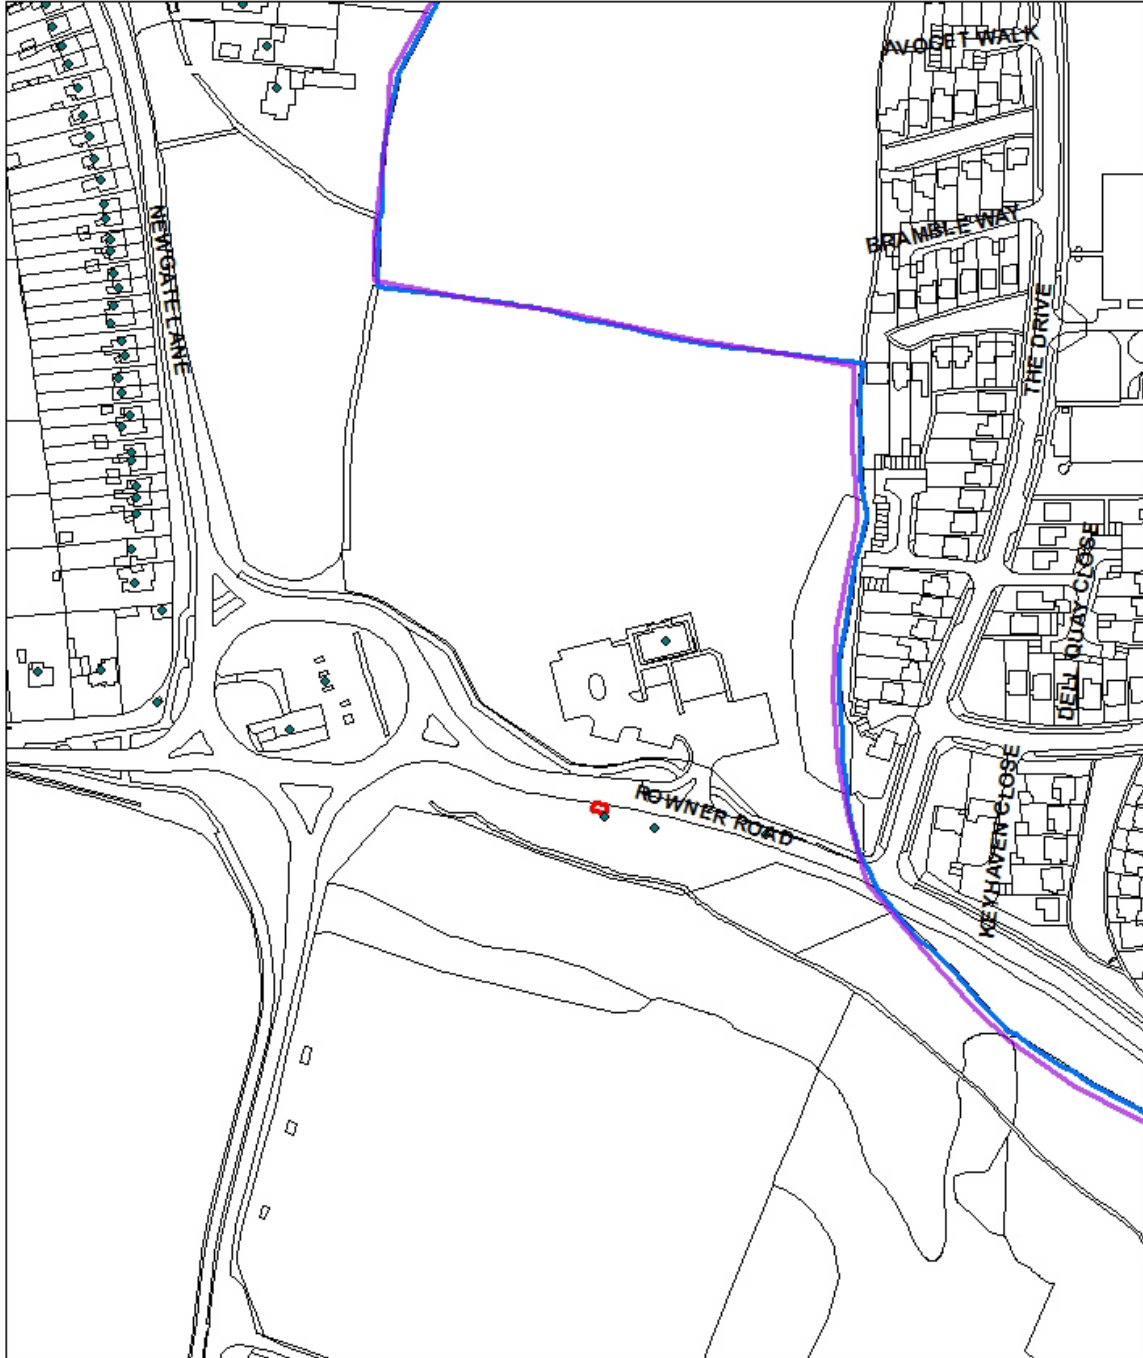 AVOCET WALK
BRAMBLE WAY
NEWGATE LANE
THE DRIVE
DELL QUAY CLOSE
KEYHAVEN CLOSE
ROWNER ROAD